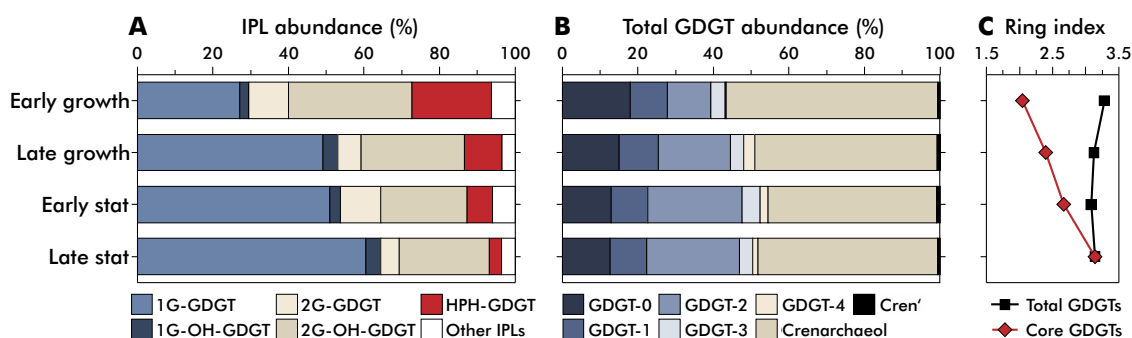 A IPL abundance (%)
0 20 40 60 80 100
Early growth
Late growth
Early stat
Late stat
1G-GDGT 2G-GDGT HPH-GDGT
1G-OH-GDGT 2G-OH-GDGT Other IPLs
B Total GDGT abundance (%)
0 20 40 60 80 100
GDGT-0 GDGT-2 GDGT-4 Cren’
GDGT-1 GDGT-3 Crenarchaeol
C Ring index
1.5 2.5 3.5
Total GDGTs
Core GDGTs